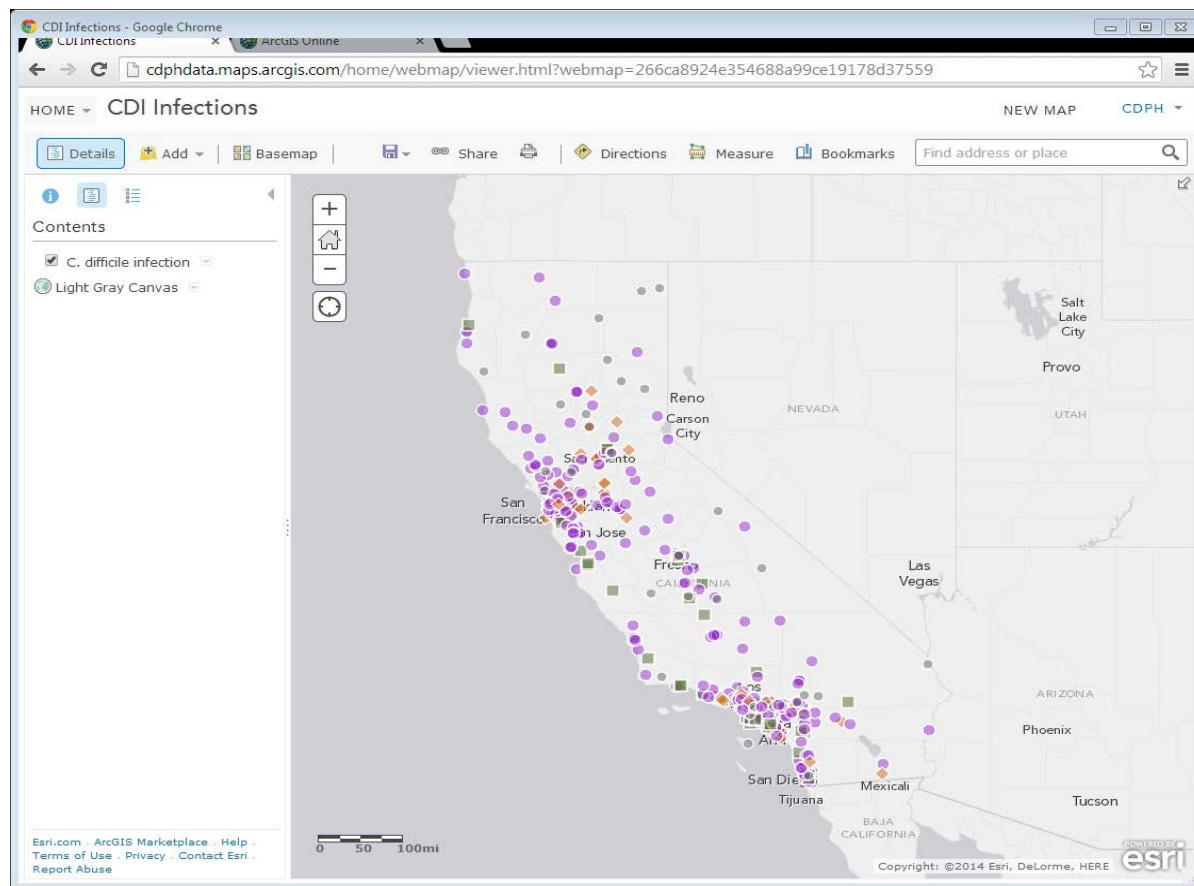 CDI Infections - Google Chrome
CDI Infections × ArcGIS Online ×
cdphdata.maps.arcgis.com/home/webmap/viewer.html?webmap=266ca8924e354688a99ce19178d37559
HOME CDI Infections NEW MAP CDPH
Details Add Basemap Share Directions Measure Bookmarks Find address or place
Contents
C. difficile infection
Light Gray Canvas
+
−
Salt
Lake
City
Provo
Reno
Carson
City
NEVADA
UTAH
San
Francisco
San Jose
Las
Vegas
ARIZONA
Phoenix
Mexicali
Tijuana
Tucson
BAJA
CALIFORNIA
0 50 100mi
Esri.com . ArcGIS Marketplace . Help .
Terms of Use . Privacy . Contact Esri .
Report Abuse
Copyright: ©2014 Esri, DeLorme, HERE
POWERED BY
esri